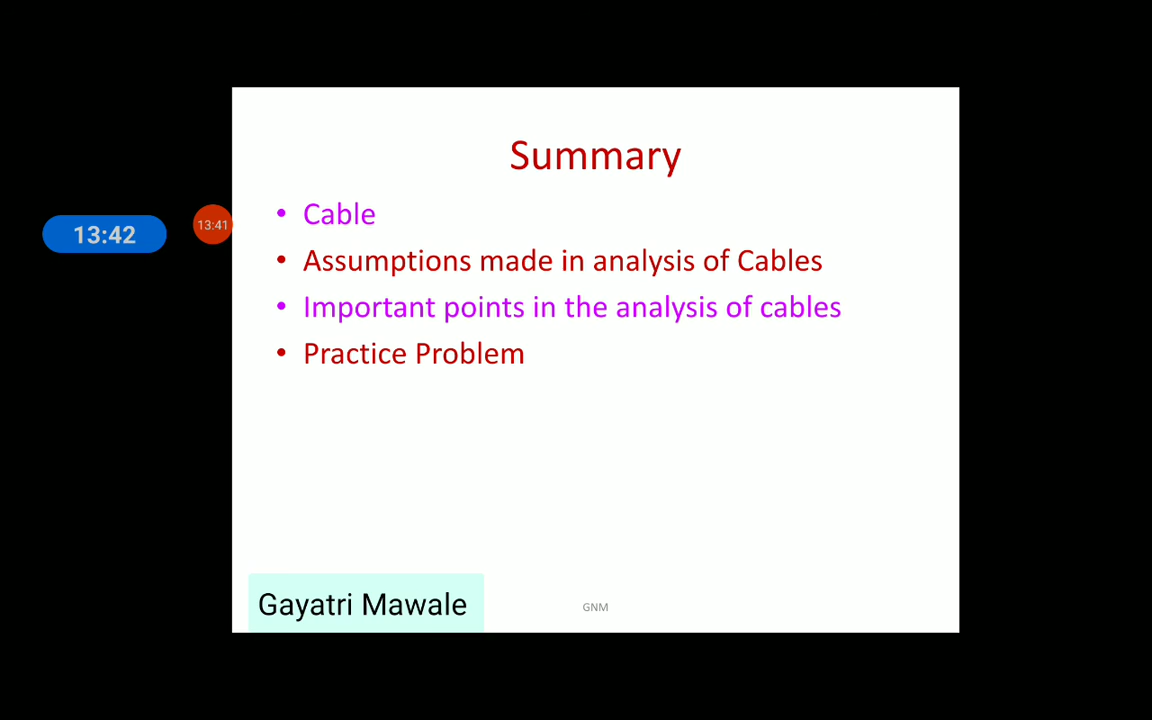 Summary
13:42
13:41
• Cable
• Assumptions made in analysis of Cables
• Important points in the analysis of cables
• Practice Problem
Gayatri Mawale
GNM